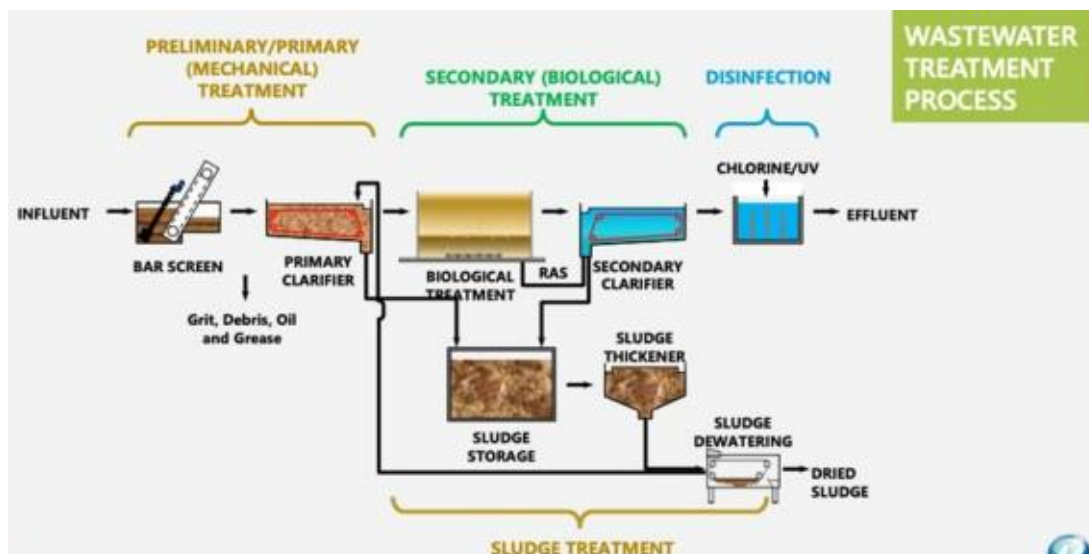 WASTEWATER
TREATMENT
PROCESS
PRELIMINARY/PRIMARY
(MECHANICAL)
TREATMENT
SECONDARY (BIOLOGICAL)
TREATMENT
DISINFECTION
CHLORINE/UV
INFLUENT
EFFLUENT
BAR SCREEN
PRIMARY
CLARIFIER
BIOLOGICAL
TREATMENT
RAS
SECONDARY
CLARIFIER
Grit, Debris, Oil
and Grease
SLUDGE
THICKENER
SLUDGE
STORAGE
SLUDGE
DEWATERING
DRIED
SLUDGE
SLUDGE TREATMENT